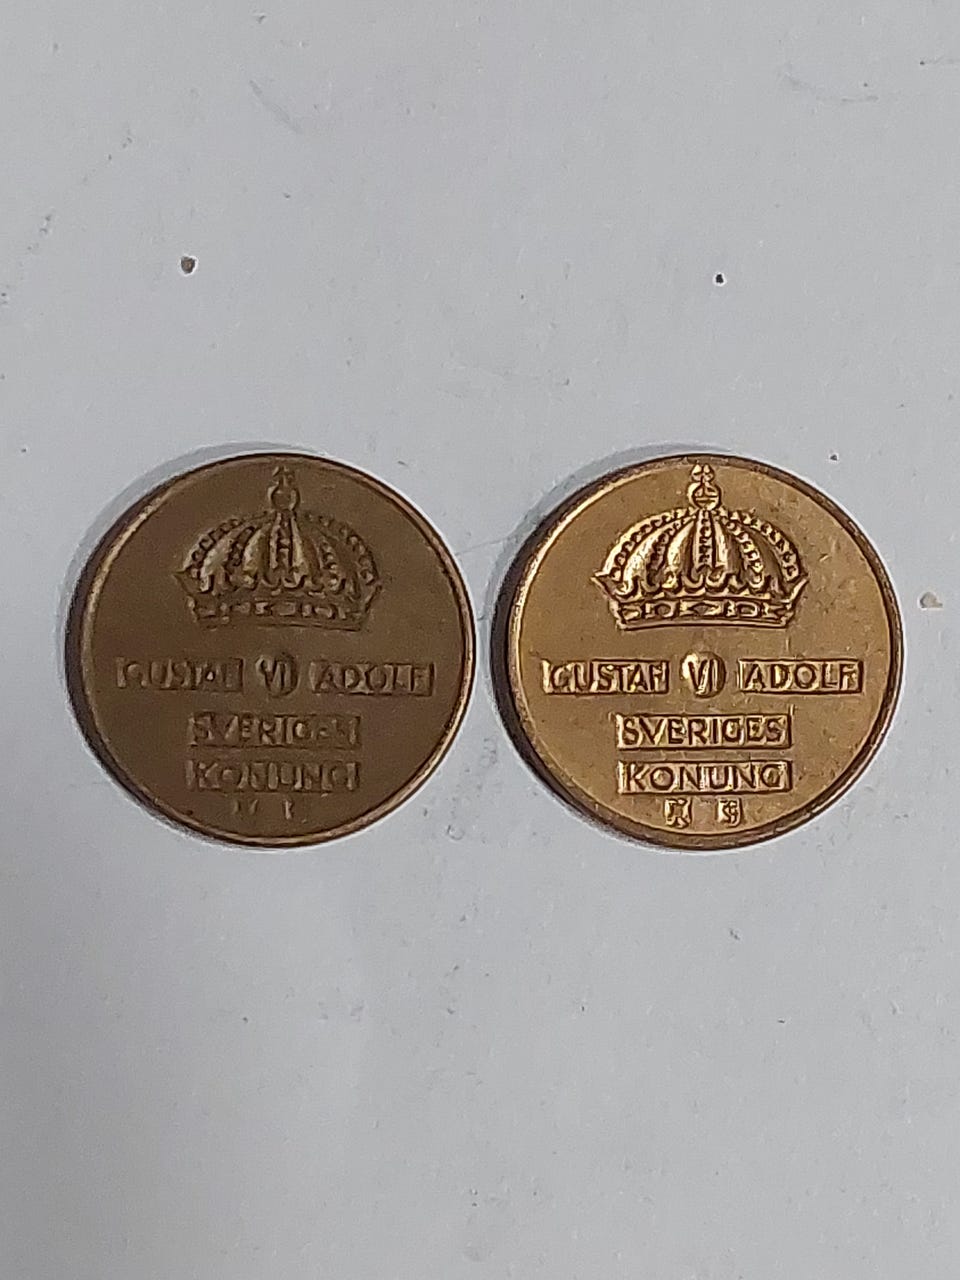 GUSTAF VI ADOLF
SVERIGES
KONUNG
GUSTAF VI ADOLF
SVERIGES
KONUNG